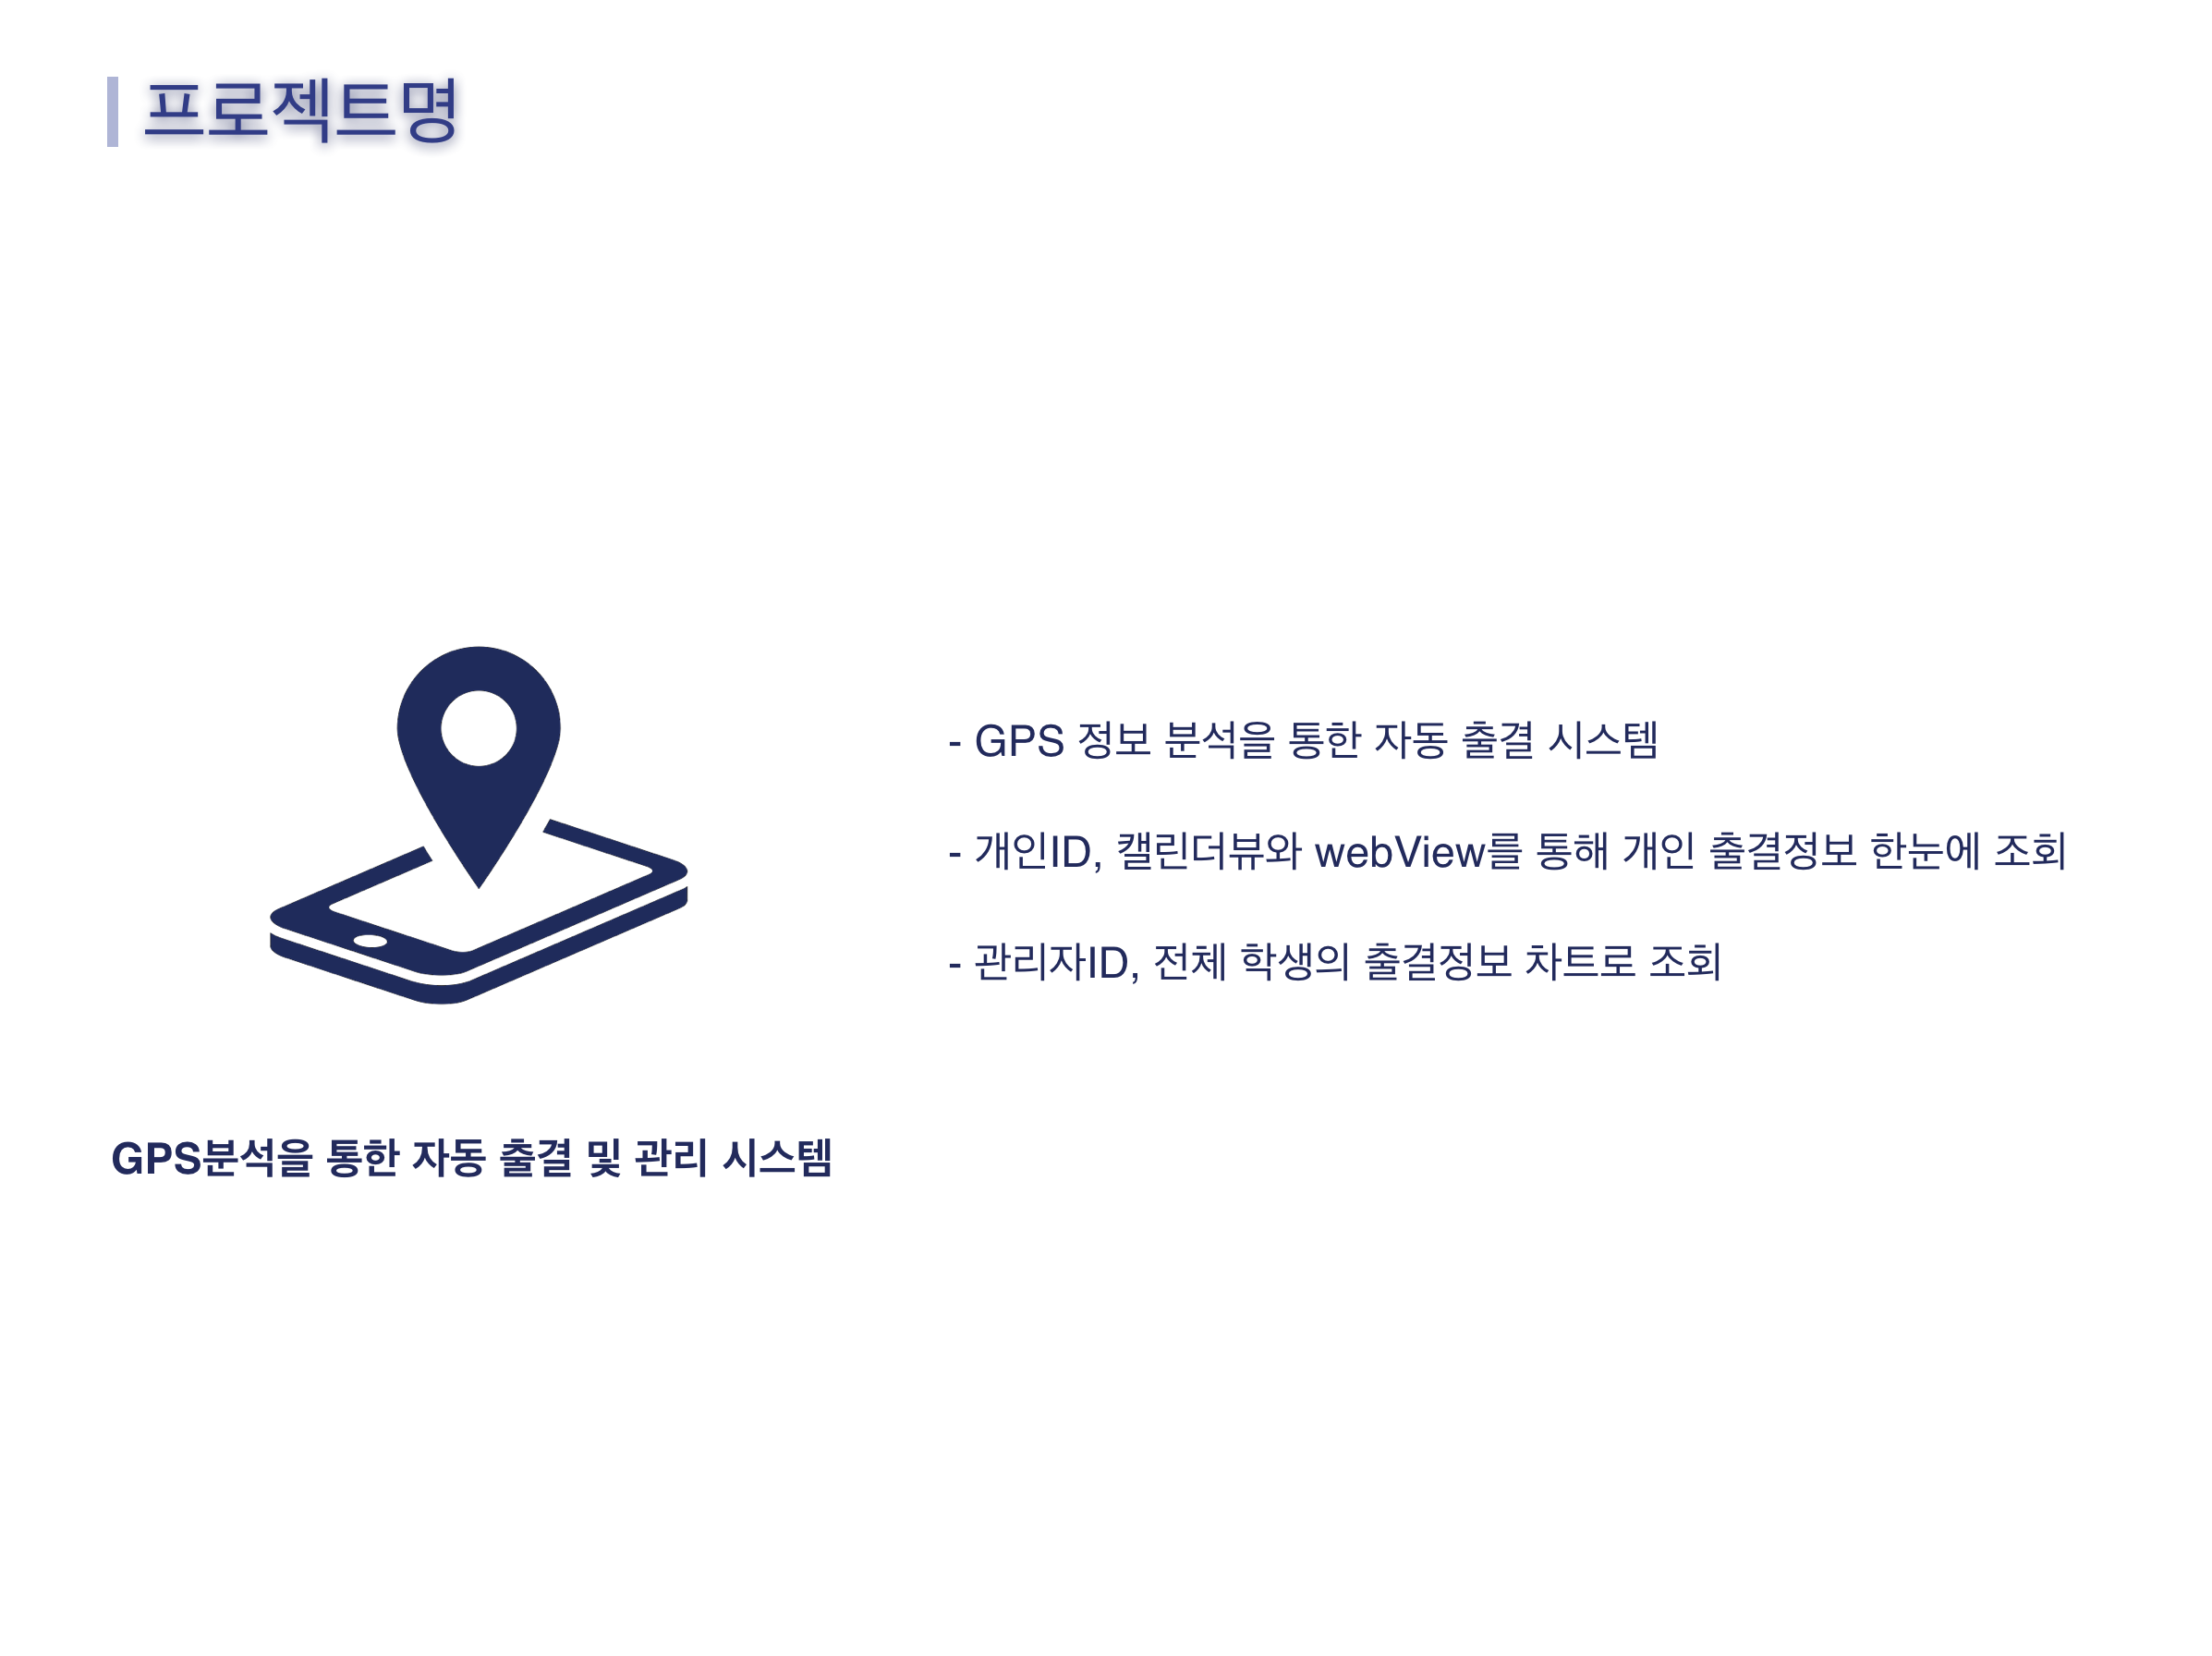 프로젝트명
- GPS 정보 분석을 통한 자동 출결 시스템
- 개인ID, 캘린더뷰와 webView를 통해 개인 출결정보 한눈에 조회
- 관리자ID, 전체 학생의 출결정보 차트로 조회
GPS분석을 통한 자동 출결 및 관리 시스템